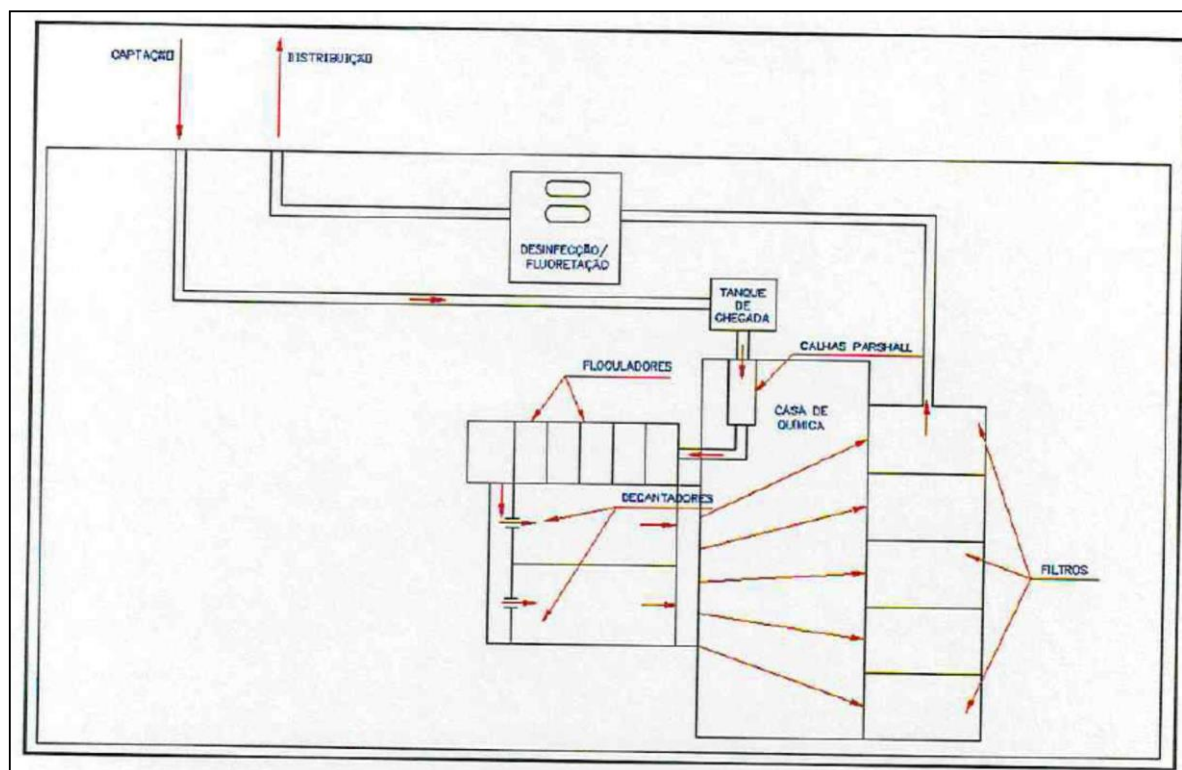 CAPTAÇÃO
DISTRIBUIÇÃO
DESINFECÇÃO/
FLUORETAÇÃO
TANQUE
DE
CHEGADA
CALHAS PARSHALL
FLOCULADORES
CASA DE
QUÍMICA
DECANTADORES
FILTROS